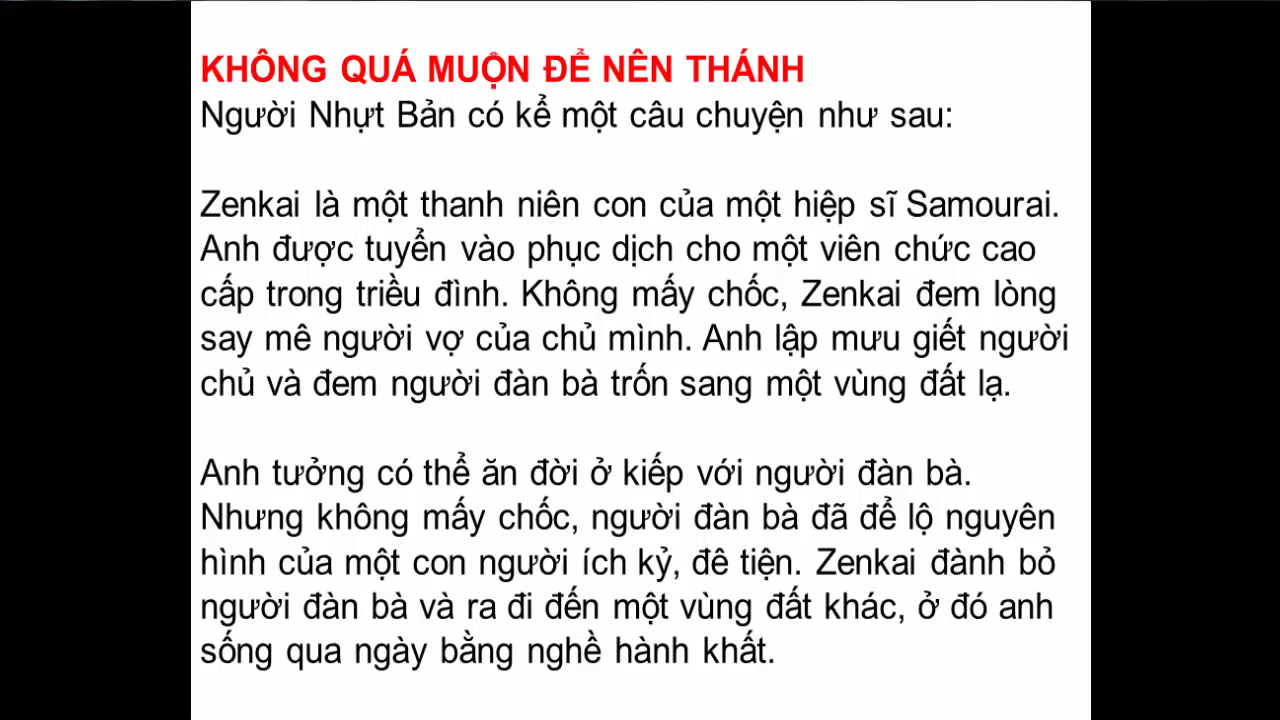 KHÔNG QUÁ MUỘN ĐỂ NÊN THÁNH
Người Nhựt Bản có kể một câu chuyện như sau:
Zenkai là một thanh niên con của một hiệp sĩ Samourai.
Anh được tuyển vào phục dịch cho một viên chức cao
cấp trong triều đình. Không mấy chốc, Zenkai đem lòng
say mê người vợ của chủ mình. Anh lập mưu giết người
chủ và đem người đàn bà trốn sang một vùng đất lạ.
Anh tưởng có thể ăn đời ở kiếp với người đàn bà.
Nhưng không mấy chốc, người đàn bà đã để lộ nguyên
hình của một con người ích kỷ, đê tiện. Zenkai đành bỏ
người đàn bà và ra đi đến một vùng đất khác, ở đó anh
sống qua ngày bằng nghề hành khất.